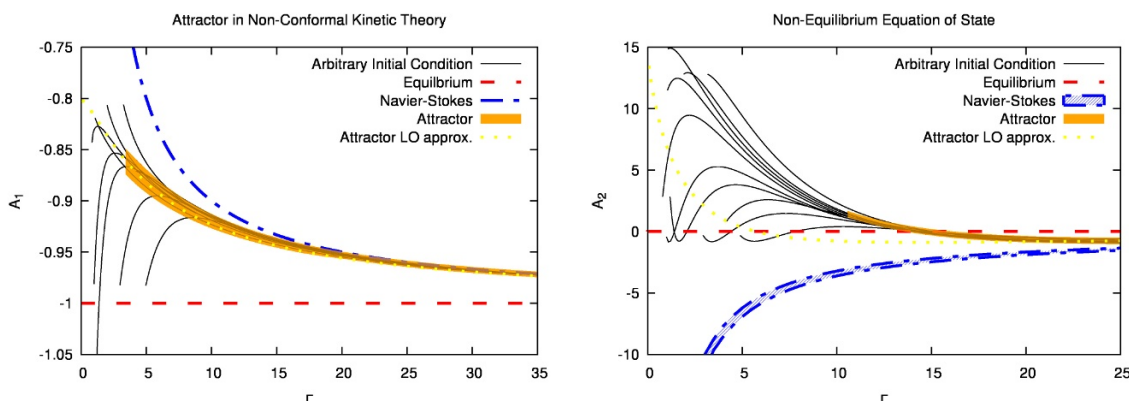 Attractor in Non-Conformal Kinetic Theory
-0.75
-0.8
-0.85
-0.9
-0.95
-1
-1.05
A1
0 5 10 15 20 25 30 35
Arbitrary Initial Condition
Equilbrium
Navier-Stokes
Attractor
Attractor LO approx.
Non-Equilibrium Equation of State
15
10
5
0
-5
-10
A2
0 5 10 15 20 25
Arbitrary Initial Condition
Equilibrium
Navier-Stokes
Attractor
Attractor LO approx.